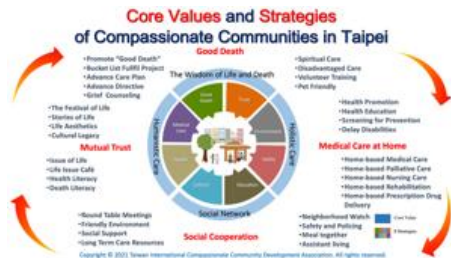 Core Values and Strategies
of Compassionate Communities in Taipei
Good Death
•Promote "Good Death"
•Bucket List Fulfill Project
•Advance Care Plan
•Advance Directive
•Grief Counseling
The Wisdom of Life and Death
•Spiritual Care
•Disadvantaged Care
•Volunteer Training
•Pet Friendly
•The Festival of Life
•Stories of Life
•Life Aesthetics
•Cultural Legacy
•Health Promotion
•Health Education
•Screening for Prevention
•Delay Disabilities
Good
Death
Trust
Medical
Care
Education
Humanistic Care
Holistic Care
Mutual Trust
Medical Care at Home
•Issue of Life
•Life Issue Café
•Health Literacy
•Death Literacy
•Home-based Medical Care
•Home-based Palliative Care
•Home-based Nursing Care
•Home-based Rehabilitation
•Home-based Prescription Drug
Delivery
Social Network
•Round Table Meetings
•Friendly Environment
•Social Support
•Long Term Care Resources
Social Cooperation
•Neighborhood Watch
•Safety and Policing
•Meal together
•Assistant living
Core Value
Copyright © 2021 Taiwan International Compassionate Community Development Association. All rights reserved.